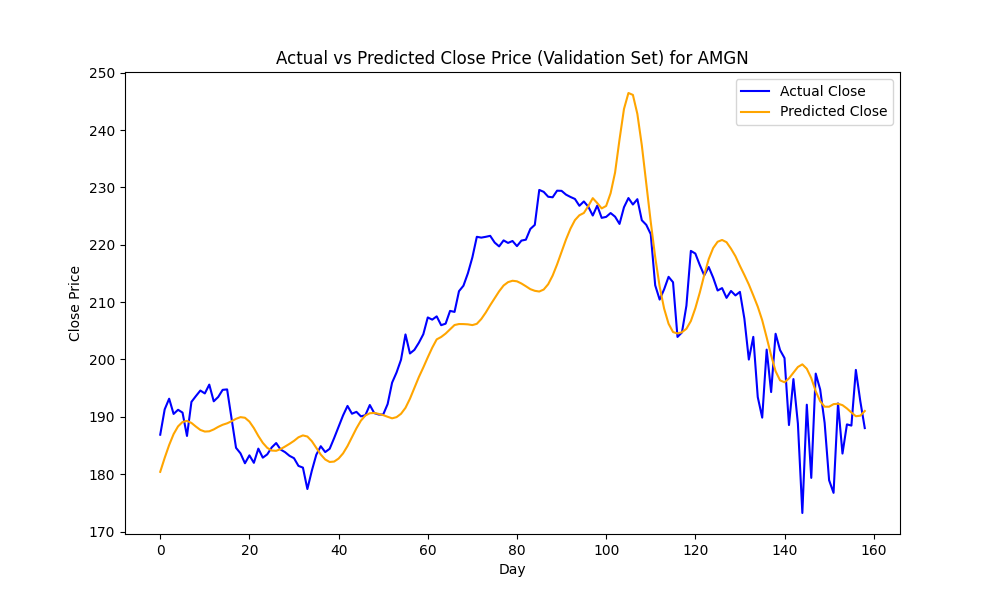 Actual vs Predicted Close Price (Validation Set) for AMGN
Actual Close
Predicted Close
Close Price
250
240
230
220
210
200
190
180
170
0 20 40 60 80 100 120 140 160
Day